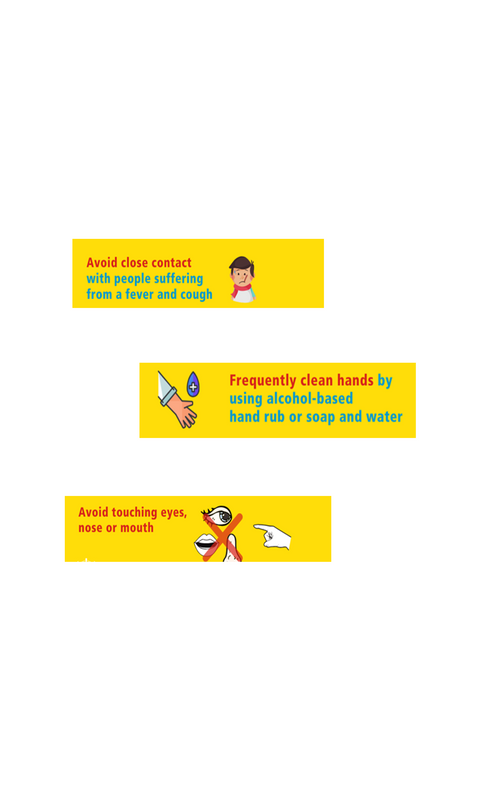 Avoid close contact
with people suffering
from a fever and cough
Frequently clean hands by
using alcohol-based
hand rub or soap and water
Avoid touching eyes,
nose or mouth